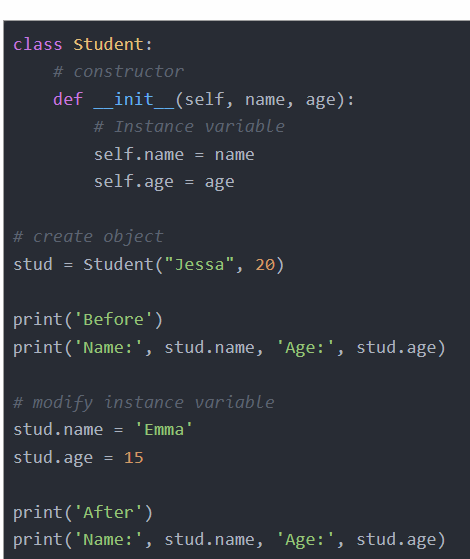 class Student:
    # constructor
    def __init__(self, name, age):
        # Instance variable
        self.name = name
        self.age = age

# create object
stud = Student("Jessa", 20)

print('Before')
print('Name:', stud.name, 'Age:', stud.age)

# modify instance variable
stud.name = 'Emma'
stud.age = 15

print('After')
print('Name:', stud.name, 'Age:', stud.age)